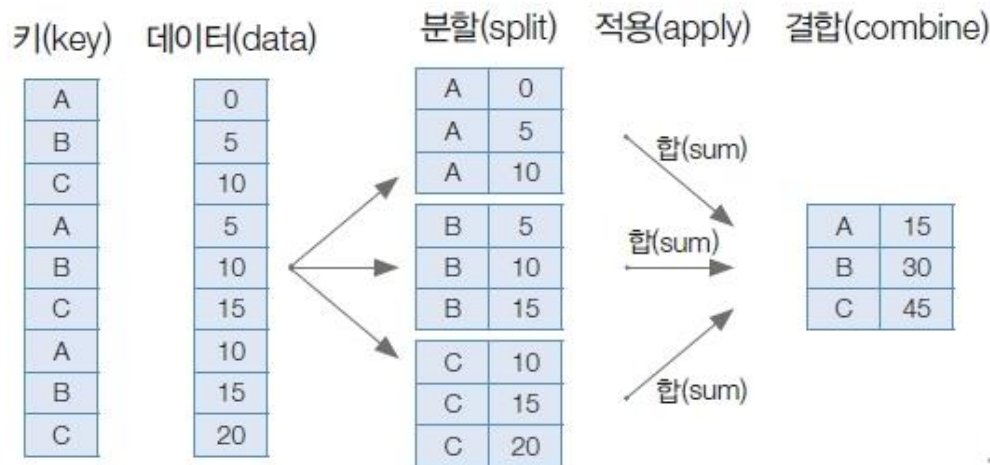 키(key) 데이터(data) 분할(split) 적용(apply) 결합(combine)
A 0
B 5
C 10
A 5
B 10
C 15
A 10
B 15
C 20
A 0
A 5
A 10
B 5
B 10
B 15
C 10
C 15
C 20
합(sum)
합(sum)
합(sum)
A 15
B 30
C 45